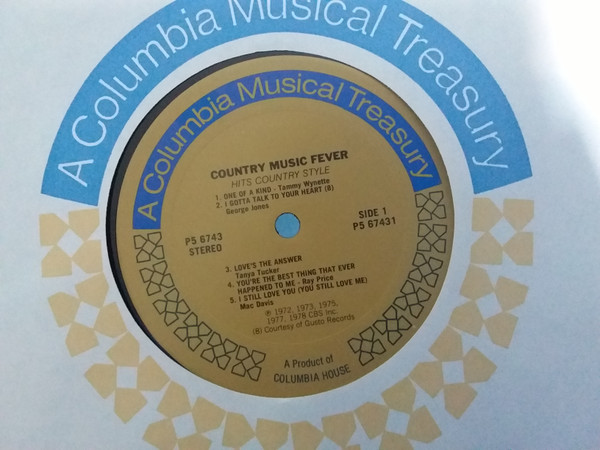 A Columbia Musical Treasury
A Columbia Musical Treasury
COUNTRY MUSIC FEVER
HITS COUNTRY STYLE
1. ONE OF A KIND - Tammy Wynette
2. I GOTTA TALK TO YOUR HEART (B)
George Jones
P5 6743
STEREO
SIDE 1
P5 67431
3. LOVE'S THE ANSWER
Tanya Tucker
4. YOU'RE THE BEST THING THAT EVER
HAPPENED TO ME - Ray Price
5. I STILL LOVE YOU (YOU STILL LOVE ME)
Mac Davis
℗ 1972, 1973, 1975,
1977, 1978 CBS Inc.
(B) Courtesy of Gusto Records
A Product of
COLUMBIA HOUSE